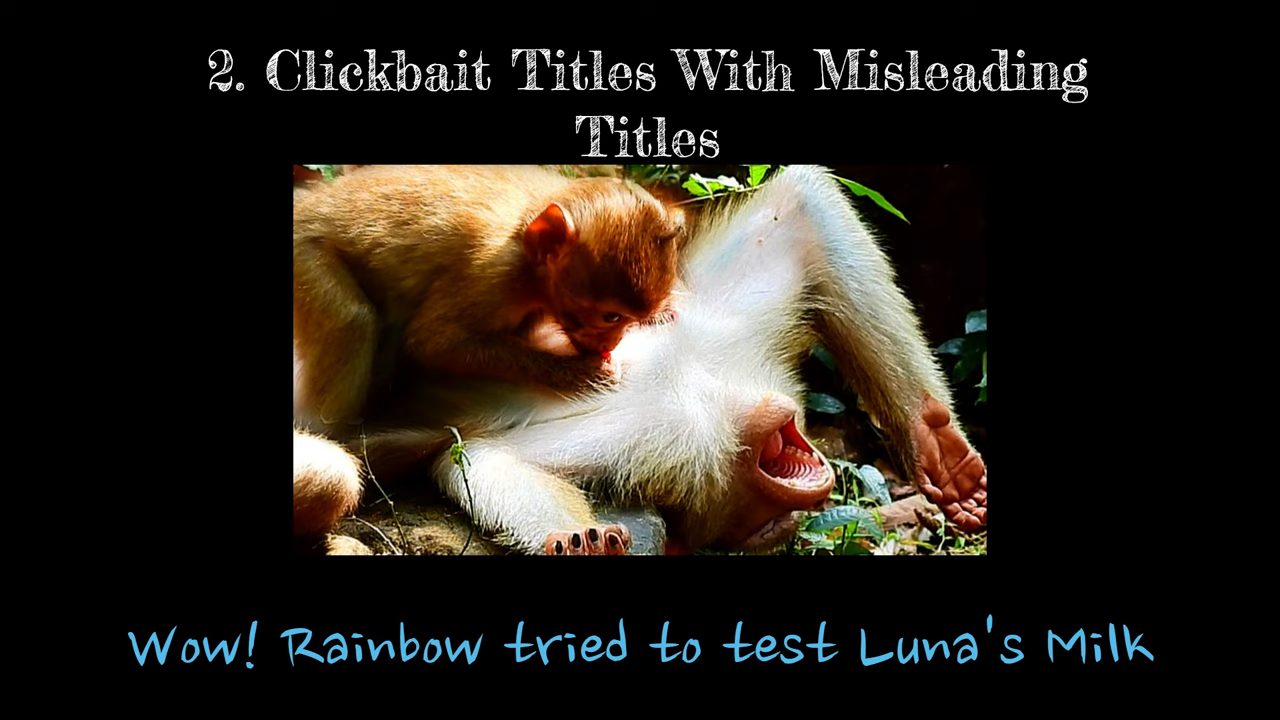 2. Clickbait Titles With Misleading
Titles
Wow! Rainbow tried to test Luna's Milk